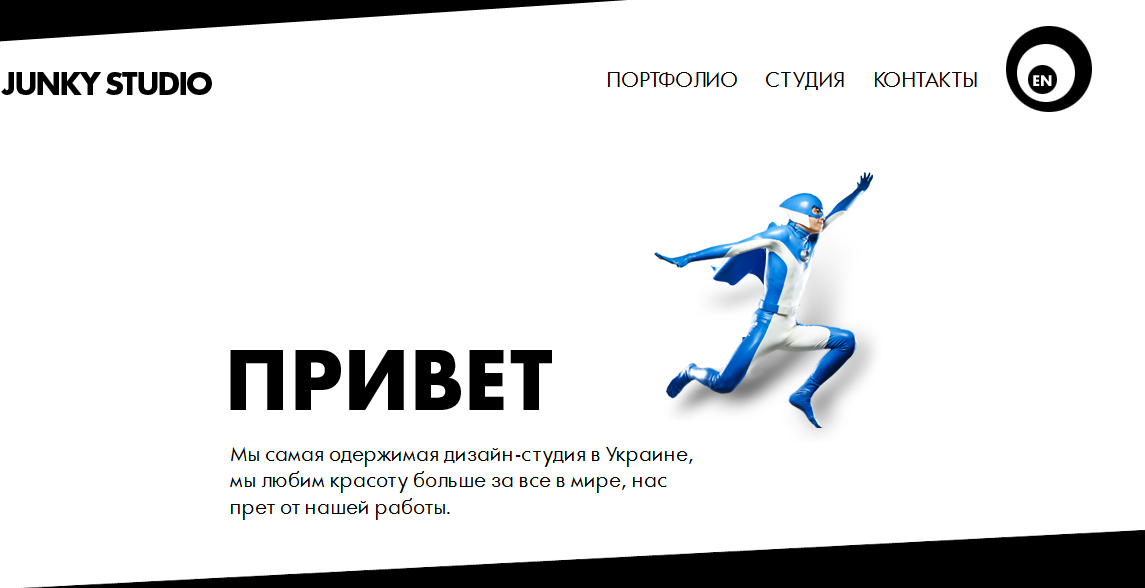 JUNKY STUDIO
ПОРТФОЛИО СТУДИЯ КОНТАКТЫ
EN
ПРИВЕТ
Мы самая одержимая дизайн-студия в Украине,
мы любим красоту больше за все в мире, нас
прет от нашей работы.